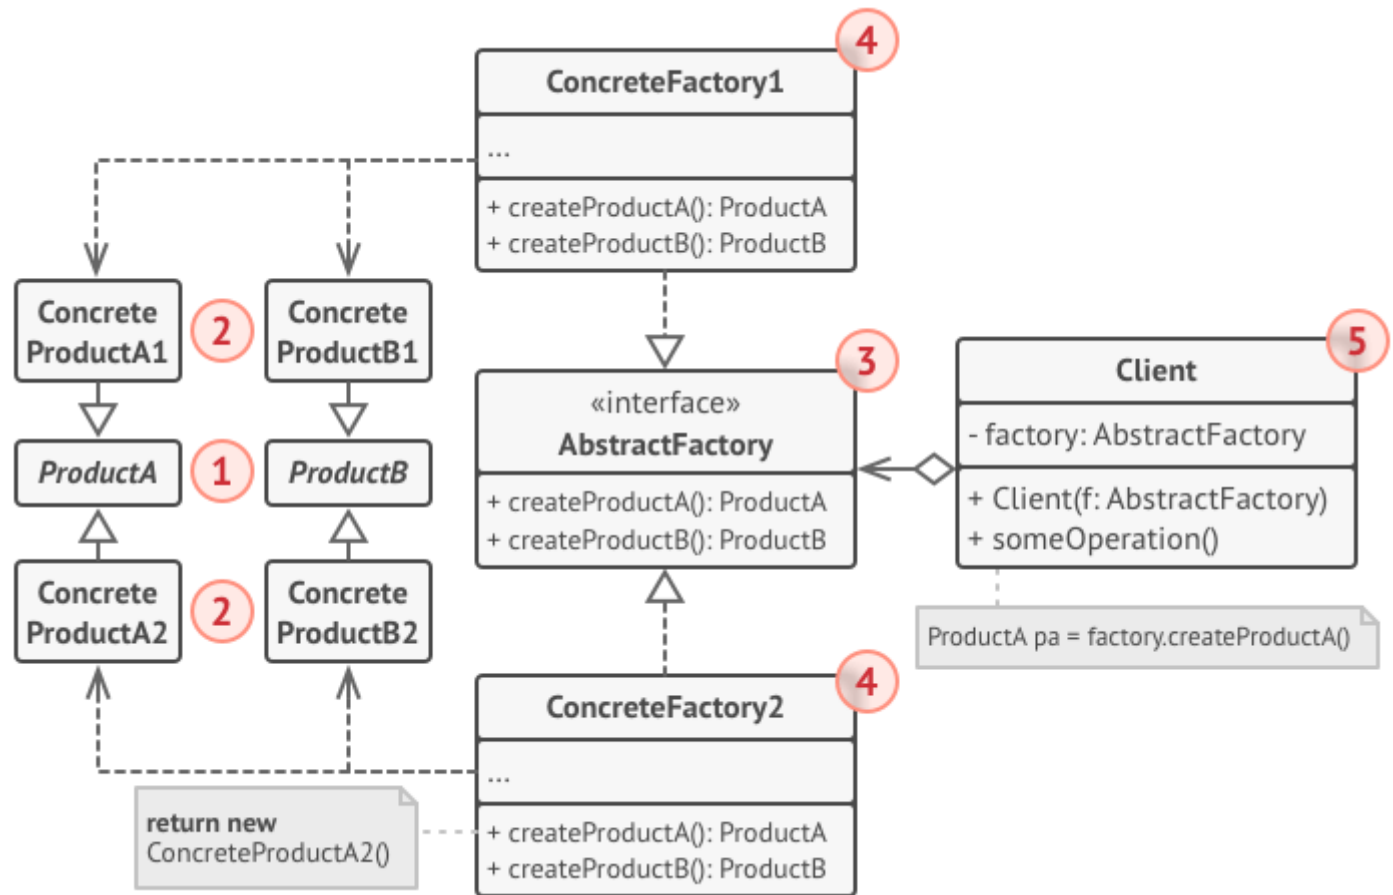 4
ConcreteFactory1
...
+ createProductA(): ProductA
+ createProductB(): ProductB
Concrete
ProductA1
2
Concrete
ProductB1
ProductA
1
ProductB
Concrete
ProductA2
2
Concrete
ProductB2
3
«interface»
AbstractFactory
+ createProductA(): ProductA
+ createProductB(): ProductB
5
Client
- factory: AbstractFactory
+ Client(f: AbstractFactory)
+ someOperation()
ProductA pa = factory.createProductA()
4
ConcreteFactory2
...
+ createProductA(): ProductA
+ createProductB(): ProductB
return new
ConcreteProductA2()